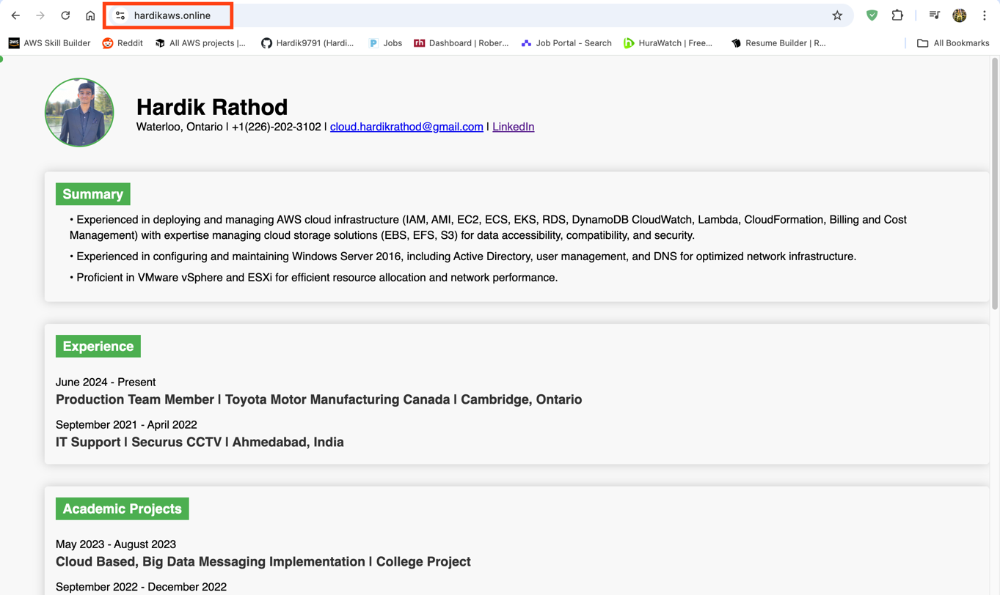 hardikaws.online
aws AWS Skill Builder Reddit All AWS projects |... Hardik9791 (Hardi... P Jobs rh Dashboard | Rober... Job Portal - Search HuraWatch | Free... Resume Builder | R... All Bookmarks
Hardik Rathod
Waterloo, Ontario | +1(226)-202-3102 | cloud.hardikrathod@gmail.com | LinkedIn
Summary
• Experienced in deploying and managing AWS cloud infrastructure (IAM, AMI, EC2, ECS, EKS, RDS, DynamoDB CloudWatch, Lambda, CloudFormation, Billing and Cost
Management) with expertise managing cloud storage solutions (EBS, EFS, S3) for data accessibility, compatibility, and security.
• Experienced in configuring and maintaining Windows Server 2016, including Active Directory, user management, and DNS for optimized network infrastructure.
• Proficient in VMware vSphere and ESXi for efficient resource allocation and network performance.
Experience
June 2024 - Present
Production Team Member | Toyota Motor Manufacturing Canada | Cambridge, Ontario
September 2021 - April 2022
IT Support | Securus CCTV | Ahmedabad, India
Academic Projects
May 2023 - August 2023
Cloud Based, Big Data Messaging Implementation | College Project
September 2022 - December 2022